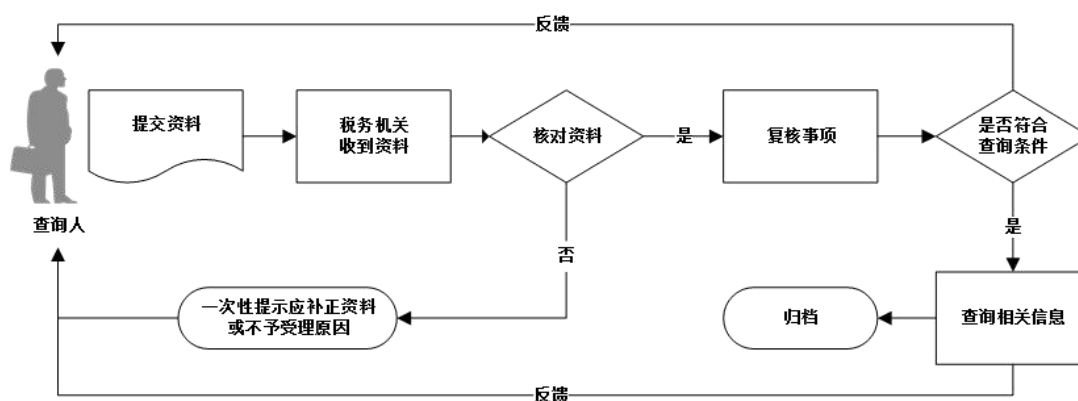 反馈
提交资料
税务机关
收到资料
核对资料
是
复核事项
是否符合
查询条件
查询人
否
是
一次性提示应补正资料
或不予受理原因
归档
查询相关信息
反馈